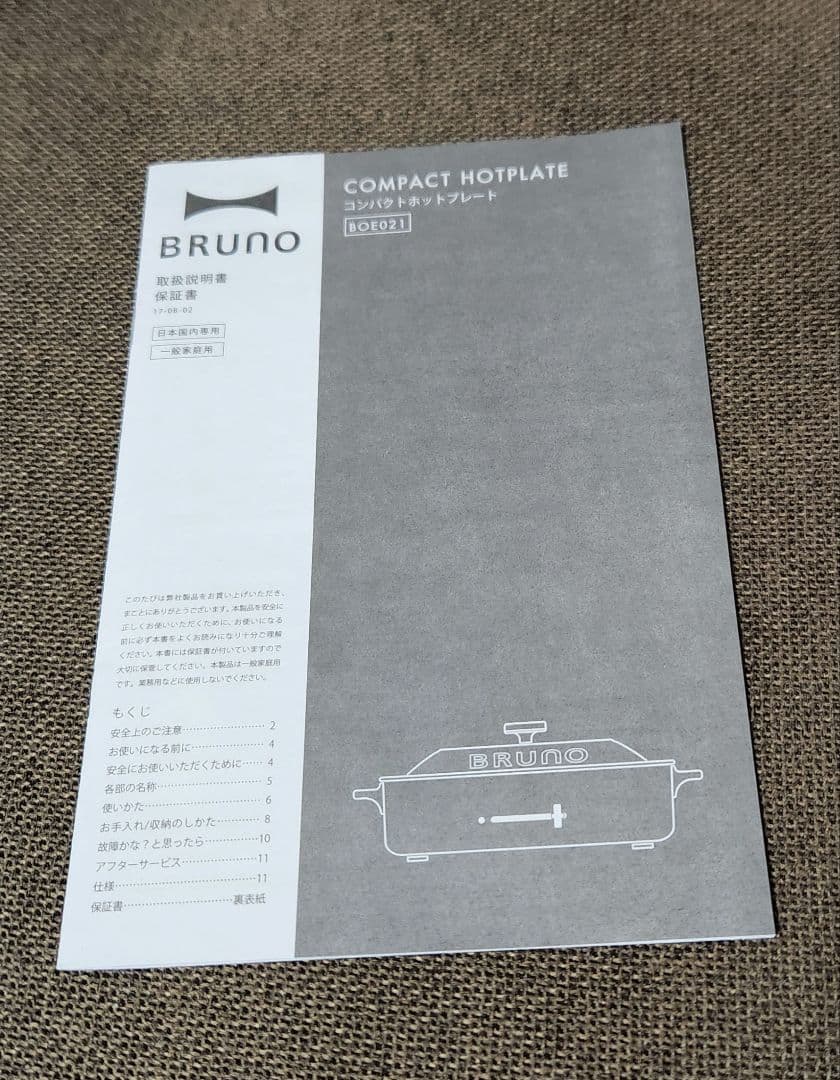 BRUNO
取扱説明書
保証書
17-08-02
日本国内専用
一般家庭用
COMPACT HOTPLATE
コンパクトホットプレート
BOE021
このたびは弊社製品をお買い上げいただき、
まことにありがとうございます。本製品を安全に
正しくお使いいただくために、お使いになる
前に必ず本書をよくお読みになり十分ご理解
ください。本書には保証書が付いていますので
大切に保管してください。本製品は一般家庭用
です。業務用などに使用しないでください。
もくじ
安全上のご注意……………………2
お使いになる前に…………………4
安全にお使いいただくために……4
各部の名称…………………………5
使いかた……………………………6
お手入れ/収納のしかた…………8
故障かな?と思ったら……………10
アフターサービス…………………11
仕様…………………………………11
保証書…………………………裏表紙
BRUNO